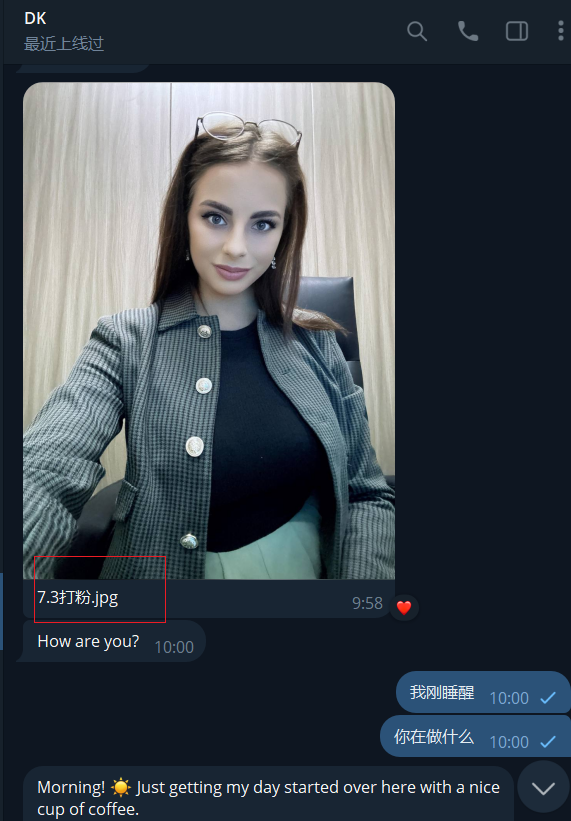 DK
最近上线过
7.3打粉.jpg
9:58
How are you?
10:00
我刚睡醒
10:00
你在做什么
10:00
Morning! ☀️ Just getting my day started over here with a nice
cup of coffee.